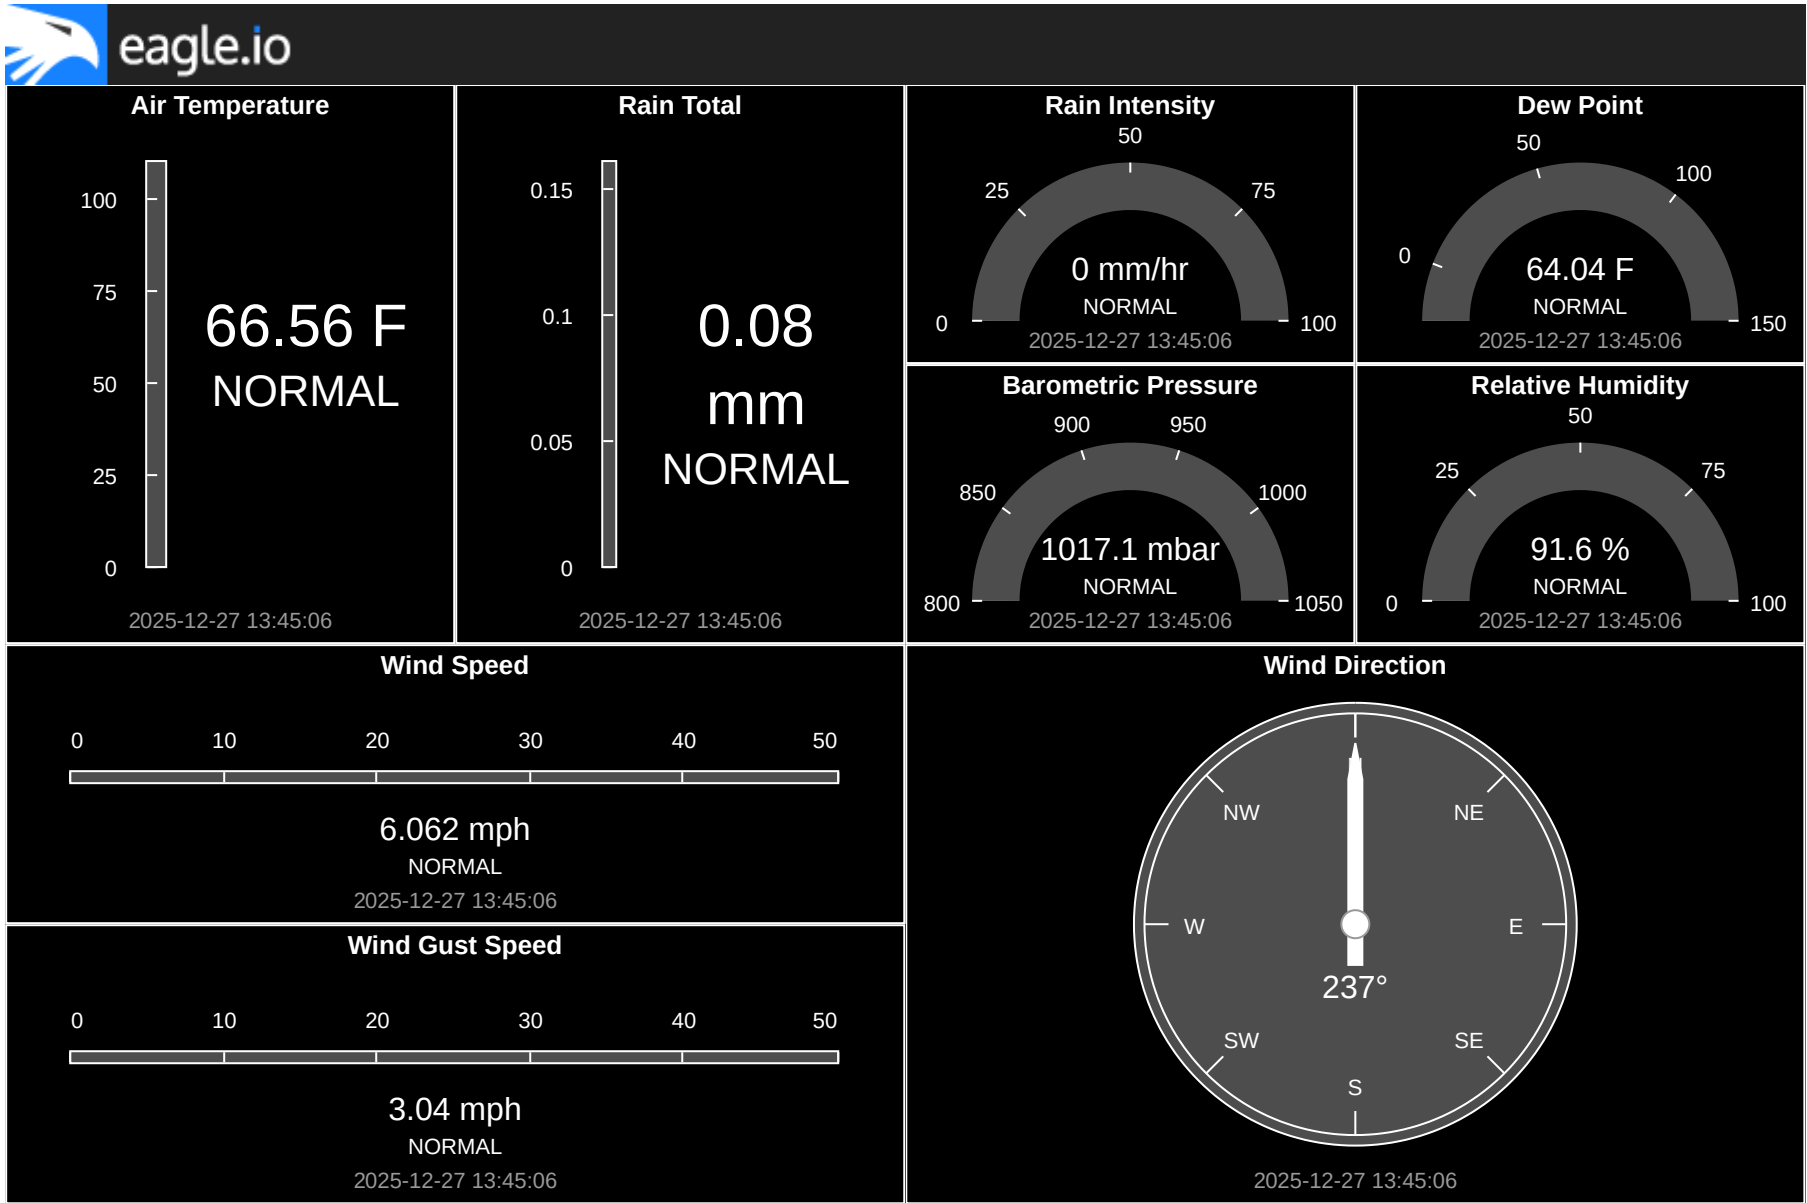 eagle.io
Air Temperature
100
75
50
25
0
66.56 F
NORMAL
2025-12-27 13:45:06
Rain Total
0.15
0.1
0.05
0
0.08
mm
NORMAL
2025-12-27 13:45:06
Rain Intensity
50
25
75
0
100
0 mm/hr
NORMAL
2025-12-27 13:45:06
Dew Point
50
100
0
150
64.04 F
NORMAL
2025-12-27 13:45:06
Barometric Pressure
900
950
850
1000
800
1050
1017.1 mbar
NORMAL
2025-12-27 13:45:06
Relative Humidity
50
25
75
0
100
91.6 %
NORMAL
2025-12-27 13:45:06
Wind Speed
0 10 20 30 40 50
6.062 mph
NORMAL
2025-12-27 13:45:06
Wind Gust Speed
0 10 20 30 40 50
3.04 mph
NORMAL
2025-12-27 13:45:06
Wind Direction
NW
NE
W
E
237°
SW
SE
S
2025-12-27 13:45:06